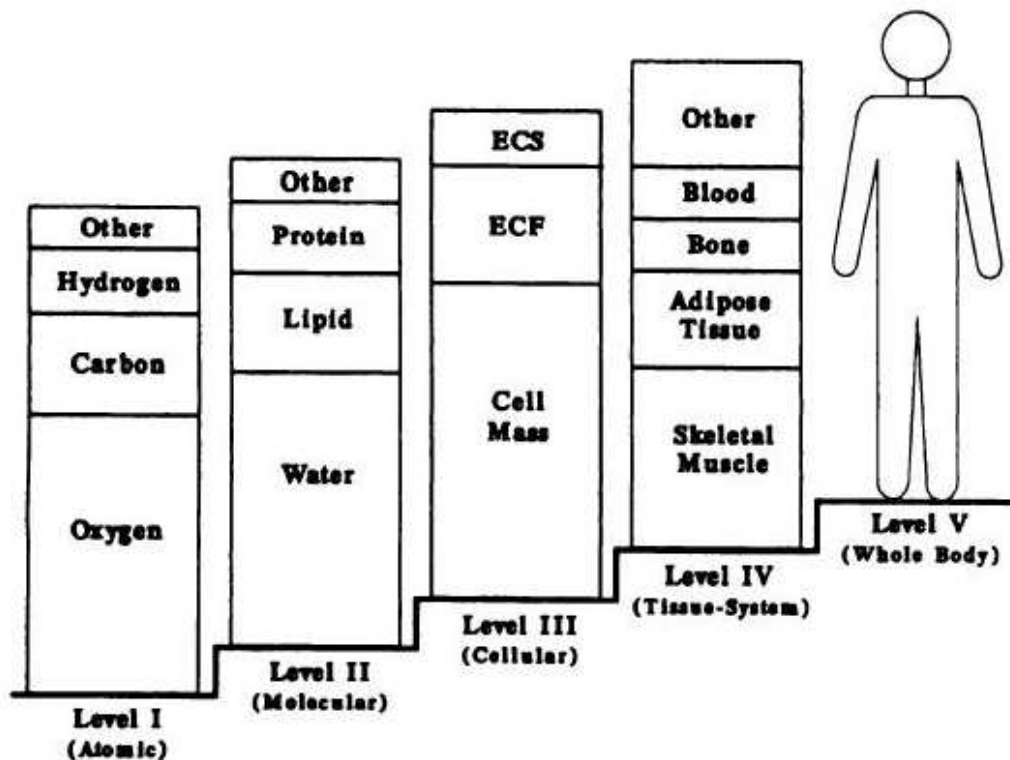 Other
Hydrogen
Carbon
Oxygen
Level I
(Atomic)
Other
Protein
Lipid
Water
Level II
(Molecular)
ECS
ECF
Cell
Mass
Level III
(Cellular)
Other
Blood
Bone
Adipose
Tissue
Skeletal
Muscle
Level IV
(Tissue-System)
Level V
(Whole Body)